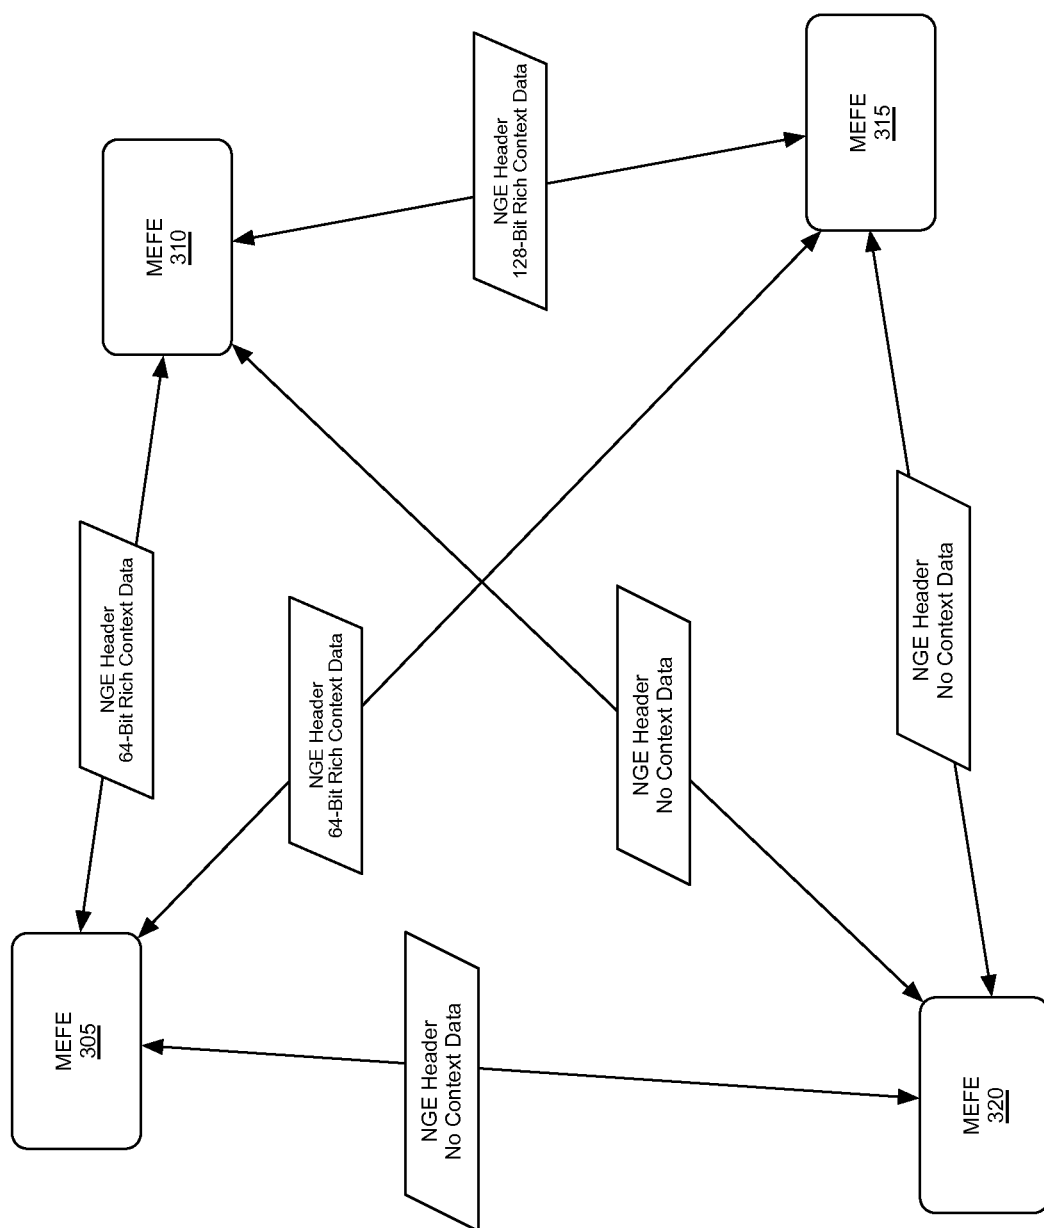 MEFE
305
NGE Header
64-Bit Rich Context Data
MEFE
310
NGE Header
64-Bit Rich Context Data
NGE Header
128-Bit Rich Context Data
NGE Header
No Context Data
NGE Header
No Context Data
MEFE
315
MEFE
320
NGE Header
No Context Data